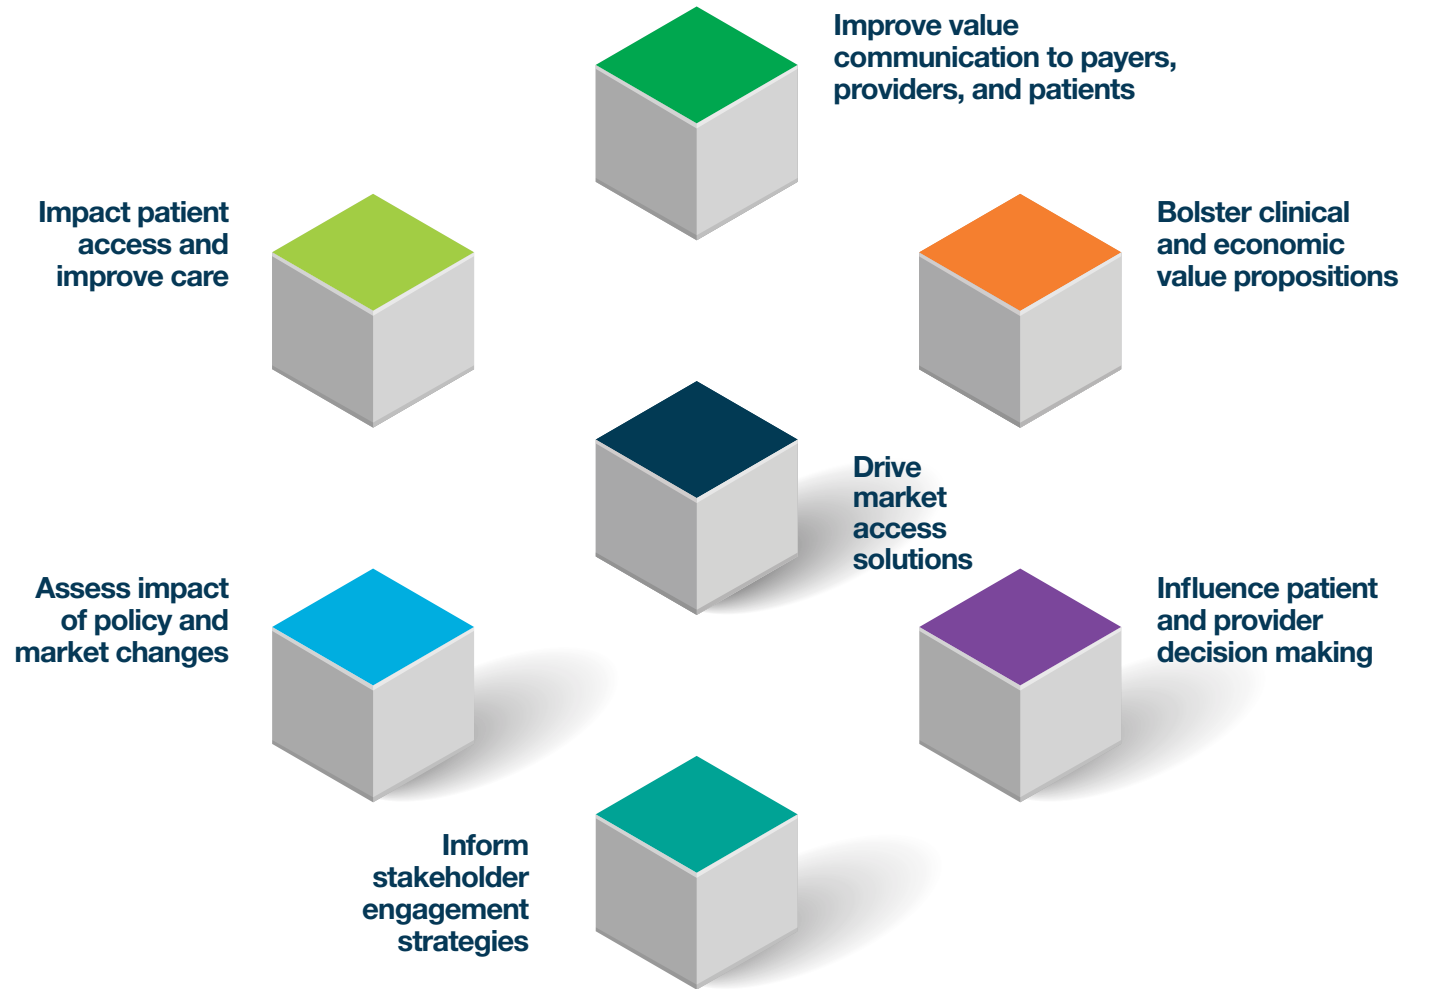 Improve value
communication to payers,
providers, and patients
Impact patient
access and
improve care
Bolster clinical
and economic
value propositions
Drive
market
access
solutions
Assess impact
of policy and
market changes
Influence patient
and provider
decision making
Inform
stakeholder
engagement
strategies